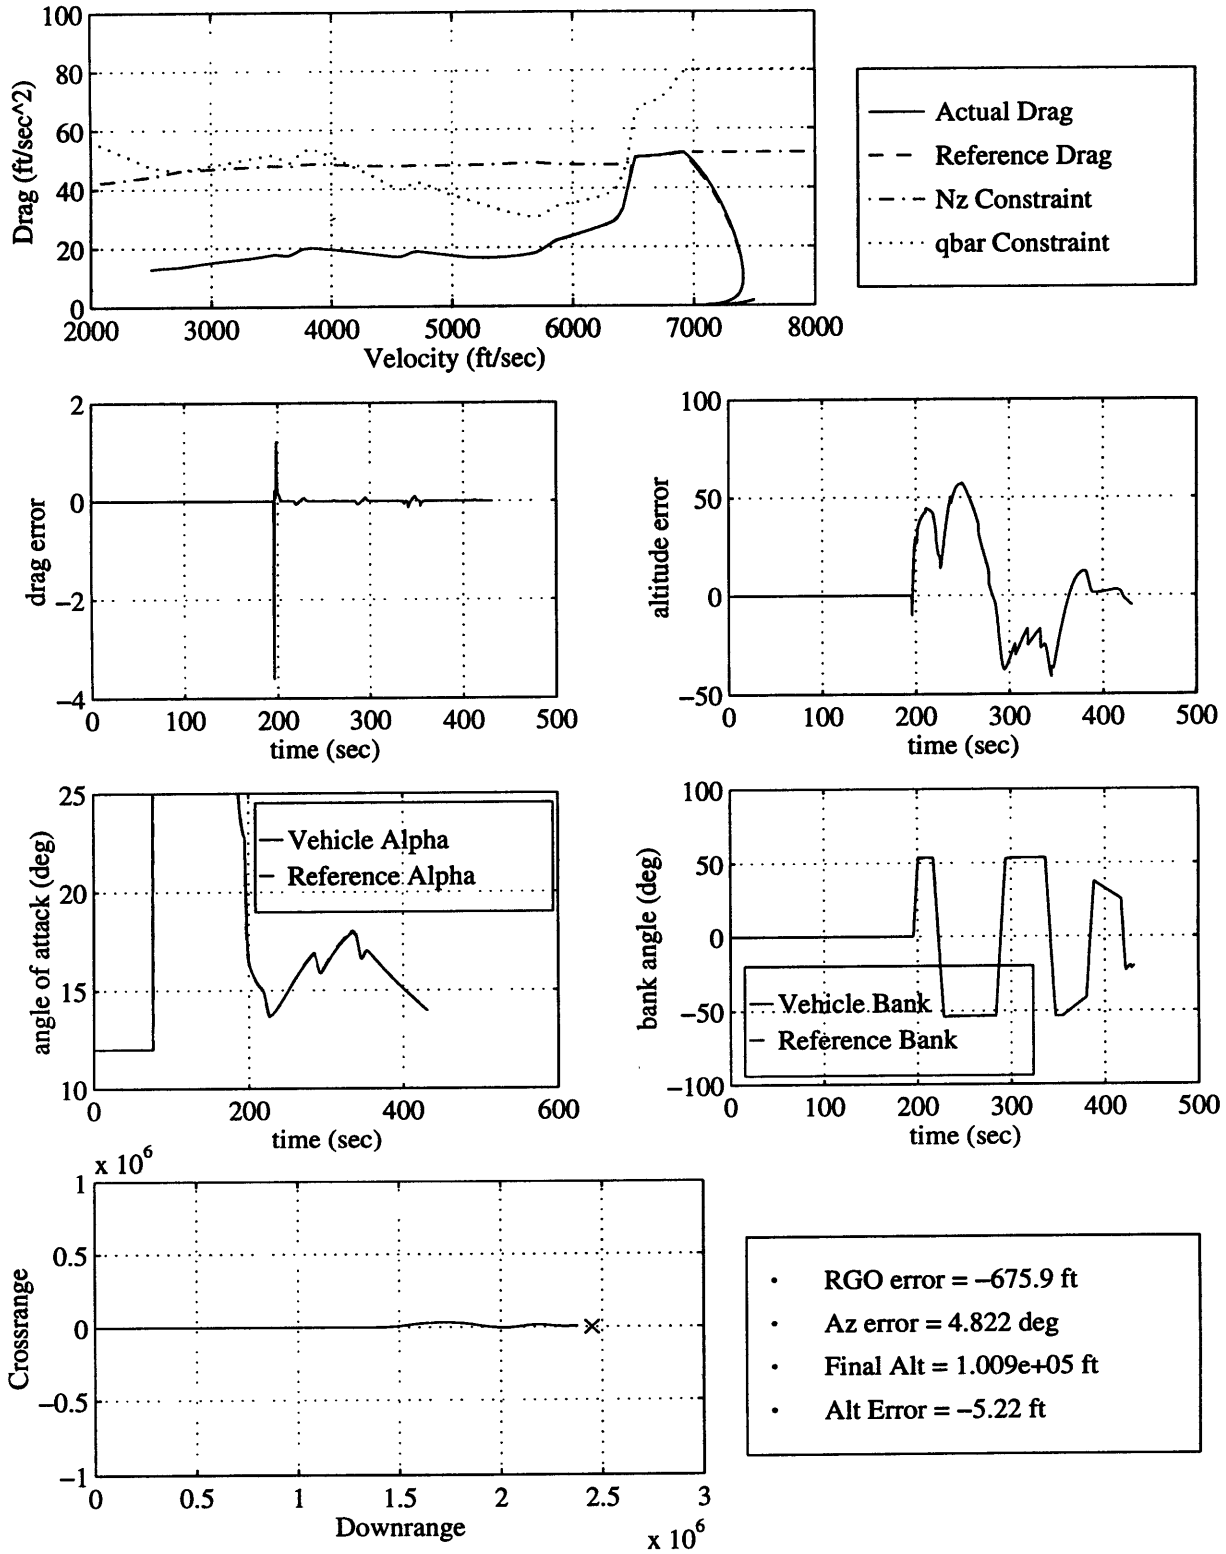 100
80
60
40
20
0
Drag (ft/sec^2)
2000 3000 4000 5000 6000 7000 8000
Velocity (ft/sec)
Actual Drag
Reference Drag
Nz Constraint
qbar Constraint
2
0
−2
−4
drag error
0 100 200 300 400 500
time (sec)
100
50
0
−50
altitude error
0 100 200 300 400 500
time (sec)
25
20
15
10
angle of attack (deg)
Vehicle Alpha
Reference Alpha
0 200 400 600
time (sec)
100
50
0
−50
−100
bank angle (deg)
Vehicle Bank
Reference Bank
0 100 200 300 400 500
time (sec)
x 10^6
1
0.5
0
−0.5
−1
Crossrange
0 0.5 1 1.5 2 2.5 3
Downrange
x 10^6
· RGO error = −675.9 ft
· Az error = 4.822 deg
· Final Alt = 1.009e+05 ft
· Alt Error = −5.22 ft